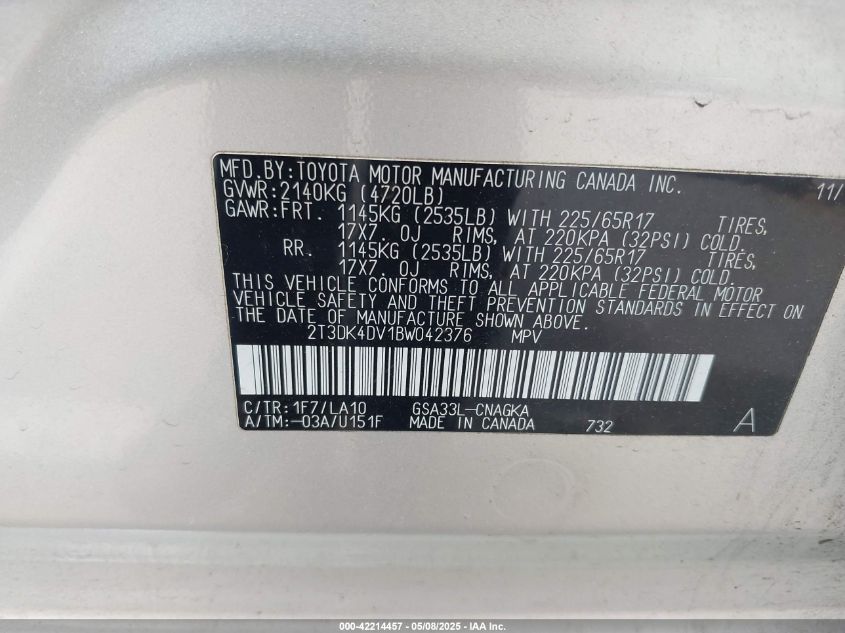 MFD.BY:TOYOTA MOTOR MANUFACTURING CANADA INC. 11/
GVWR:2140KG (4720LB)
GAWR:FRT. 1145KG (2535LB) WITH 225/65R17 TIRES,
17X7.0J RIMS, AT 220KPA (32PSI) COLD.
RR. 1145KG (2535LB) WITH 225/65R17 TIRES,
17X7.0J RIMS, AT 220KPA (32PSI) COLD.
THIS VEHICLE CONFORMS TO ALL APPLICABLE FEDERAL MOTOR
VEHICLE SAFETY AND THEFT PREVENTION STANDARDS IN EFFECT ON
THE DATE OF MANUFACTURE SHOWN ABOVE.
2T3DK4DV1BW042376 MPV
C/TR:1F7/LA10 GSA33L-CNAGKA
A/TM:-03A/U151F MADE IN CANADA 732 A
000-42214457 - 05/08/2025 - IAA Inc.